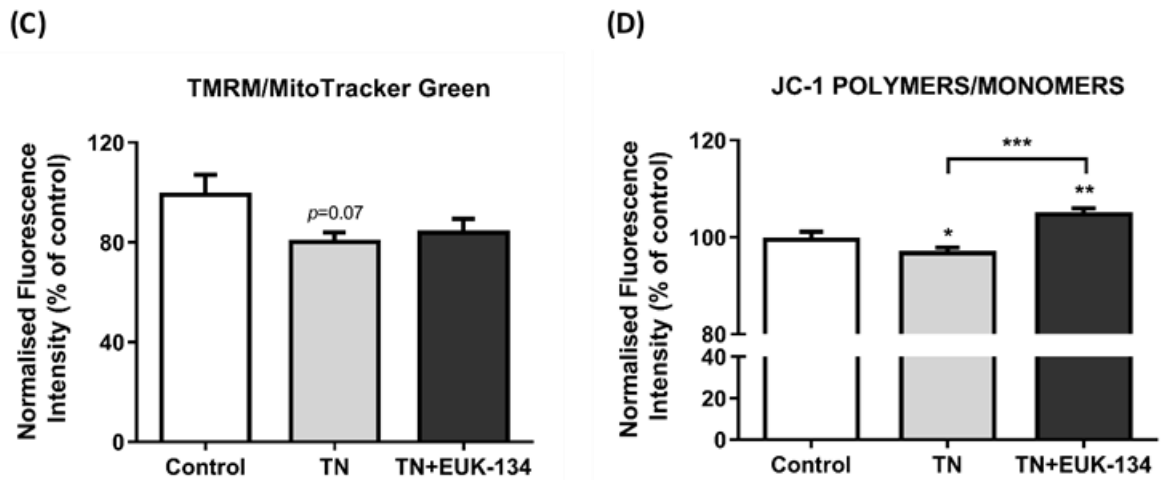 (C)
TMRM/MitoTracker Green
Normalised Fluorescence
Intensity (% of control)
120
80
40
0
p=0.07
Control
TN
TN+EUK-134
(D)
JC-1 POLYMERS/MONOMERS
Normalised Fluorescence
Intensity (% of control)
120
100
80
40
20
0
***
**
*
Control
TN
TN+EUK-134